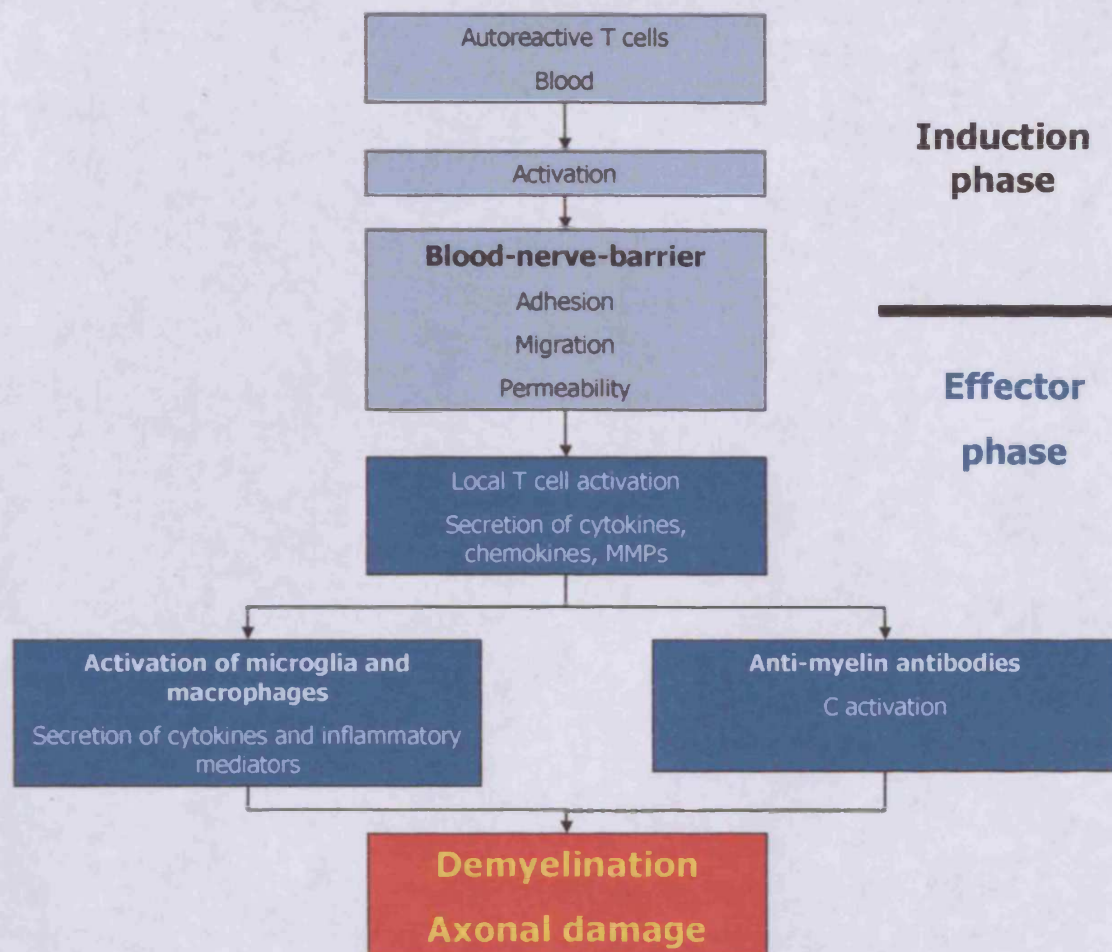 Autoreactive T cells
Blood
Activation
Induction
phase
Blood-nerve-barrier
Adhesion
Migration
Permeability
Effector
phase
Local T cell activation
Secretion of cytokines,
chemokines, MMPs
Activation of microglia and
macrophages
Secretion of cytokines and inflammatory
mediators
Anti-myelin antibodies
C activation
Demyelination
Axonal damage